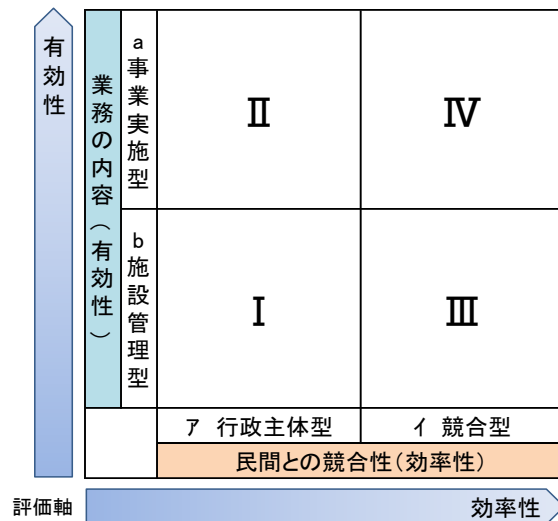 有効性
業務の内容（有効性）
a 事業実施型
Ⅱ
Ⅳ
b 施設管理型
Ⅰ
Ⅲ
ア 行政主体型
イ 競合型
民間との競合性（効率性）
評価軸
効率性